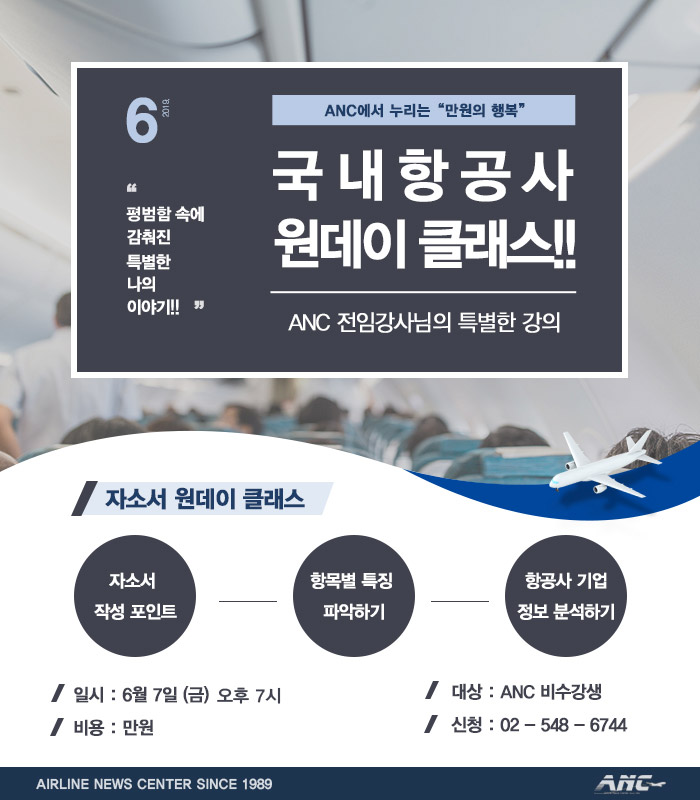 6
2019.
ANC에서 누리는 “만원의 행복”
국내항공사
원데이 클래스!!
“
평범함 속에
감춰진
특별한
나의
이야기!! ”
ANC 전임강사님의 특별한 강의
자소서 원데이 클래스
자소서
작성 포인트
항목별 특징
파악하기
항공사 기업
정보 분석하기
일시 : 6월 7일 (금) 오후 7시
비용 : 만원
대상 : ANC 비수강생
신청 : 02 - 548 - 6744
AIRLINE NEWS CENTER SINCE 1989
ANC